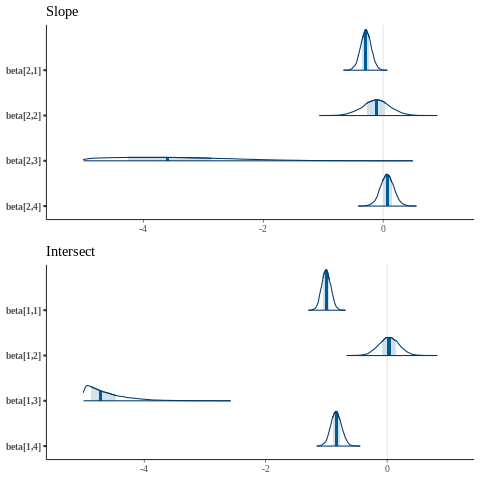 Slope
beta[2,1]
beta[2,2]
beta[2,3]
beta[2,4]
-4 -2 0
Intersect
beta[1,1]
beta[1,2]
beta[1,3]
beta[1,4]
-4 -2 0